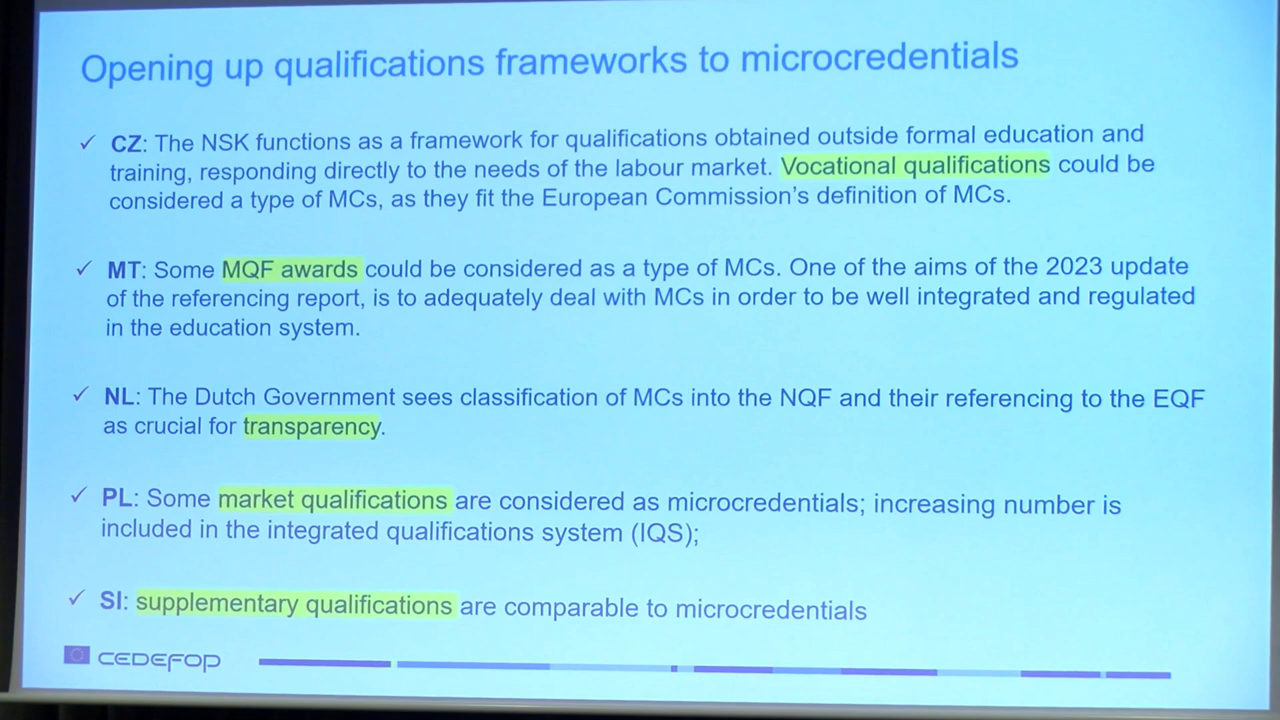 Opening up qualifications frameworks to microcredentials
✓ CZ: The NSK functions as a framework for qualifications obtained outside formal education and
training, responding directly to the needs of the labour market. Vocational qualifications could be
considered a type of MCs, as they fit the European Commission's definition of MCs.
✓ MT: Some MQF awards could be considered as a type of MCs. One of the aims of the 2023 update
of the referencing report, is to adequately deal with MCs in order to be well integrated and regulated
in the education system.
✓ NL: The Dutch Government sees classification of MCs into the NQF and their referencing to the EQF
as crucial for transparency.
✓ PL: Some market qualifications are considered as microcredentials; increasing number is
included in the integrated qualifications system (IQS);
✓ SI: supplementary qualifications are comparable to microcredentials
CEDEFOP